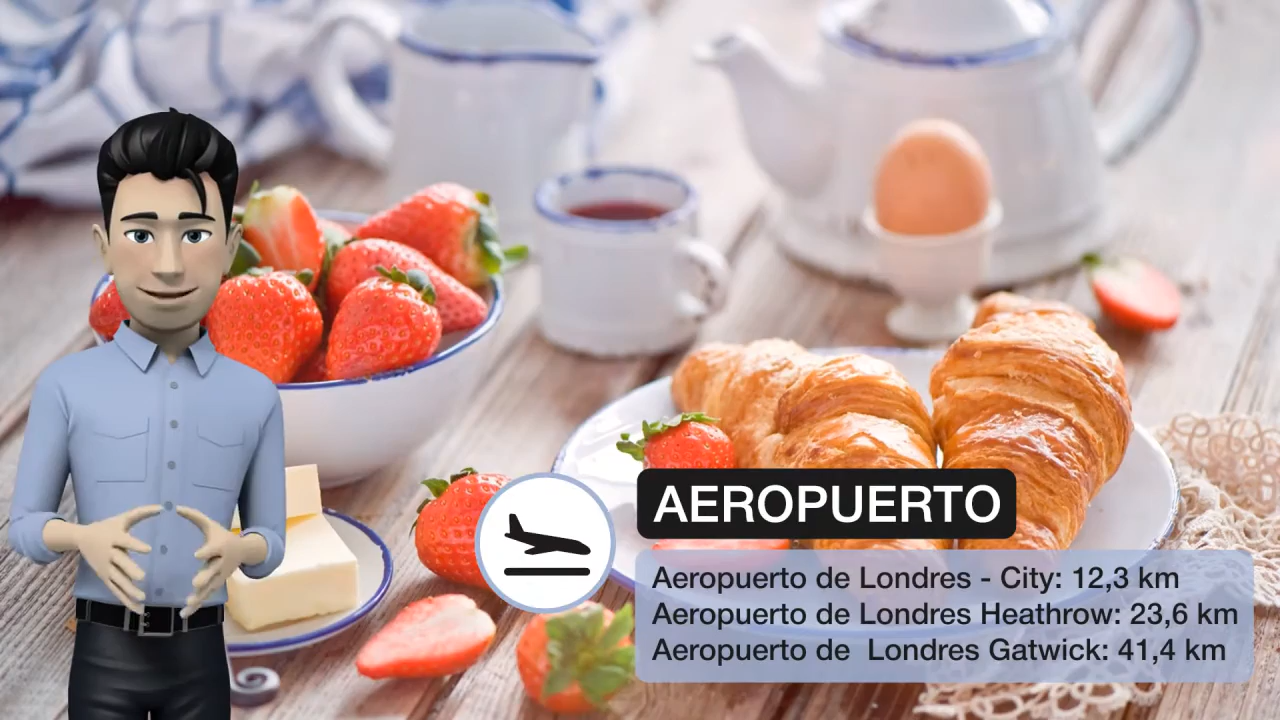 AEROPUERTO
Aeropuerto de Londres - City: 12,3 km
Aeropuerto de Londres Heathrow: 23,6 km
Aeropuerto de  Londres Gatwick: 41,4 km